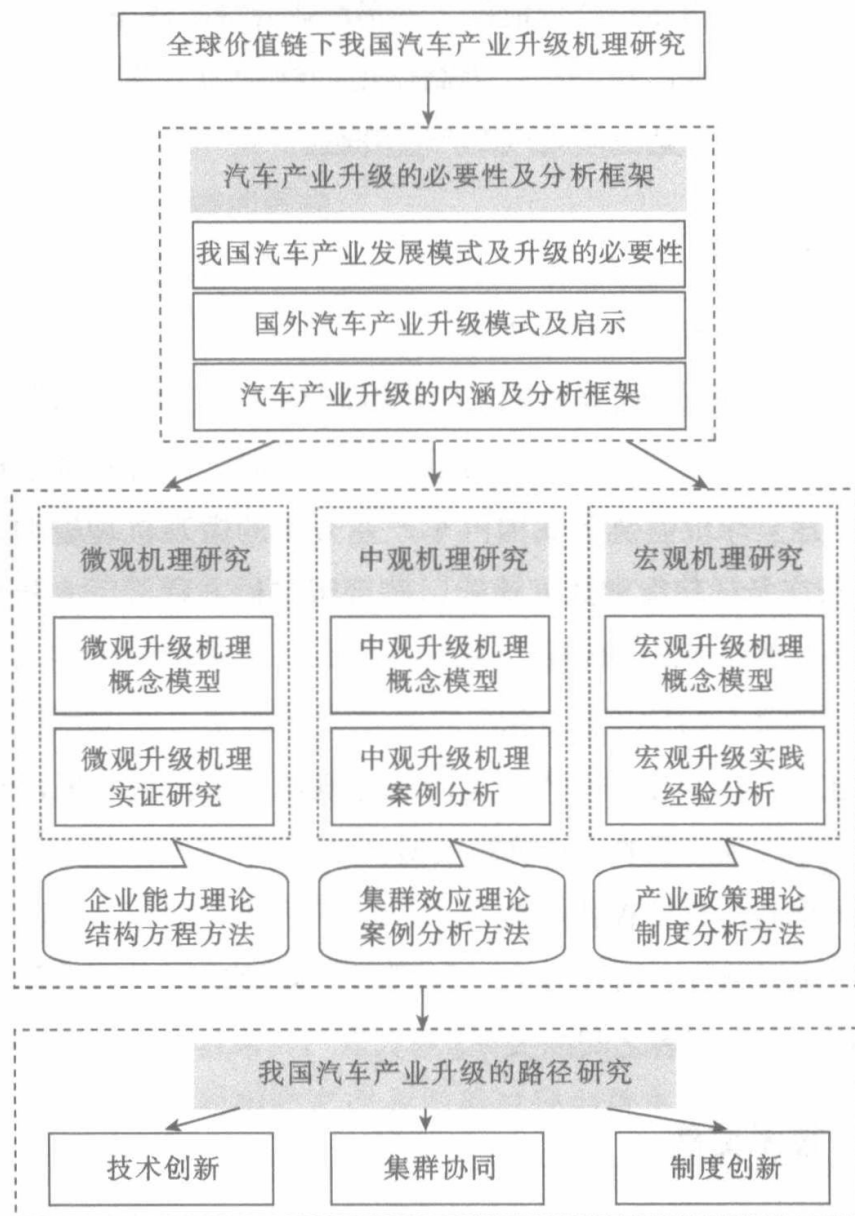 全球价值链下我国汽车产业升级机理研究
汽车产业升级的必要性及分析框架
我国汽车产业发展模式及升级的必要性
国外汽车产业升级模式及启示
汽车产业升级的内涵及分析框架
微观机理研究
微观升级机理
概念模型
微观升级机理
实证研究
企业能力理论
结构方程方法
中观机理研究
中观升级机理
概念模型
中观升级机理
案例分析
集群效应理论
案例分析方法
宏观机理研究
宏观升级机理
概念模型
宏观升级实践
经验分析
产业政策理论
制度分析方法
我国汽车产业升级的路径研究
技术创新
集群协同
制度创新